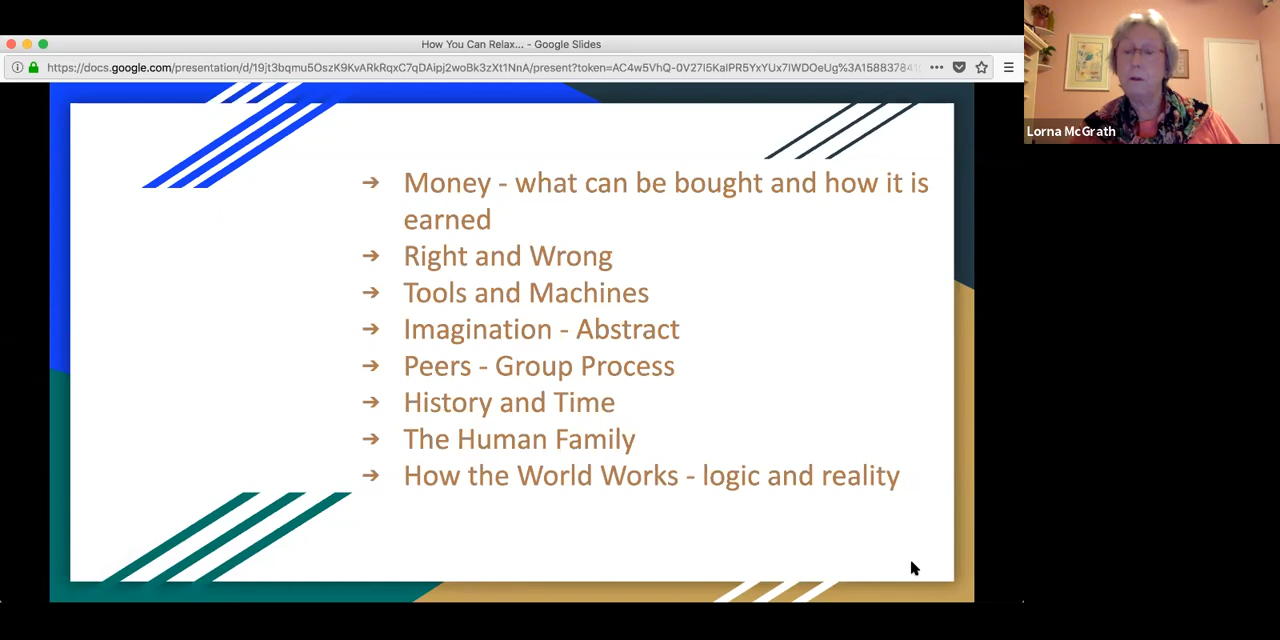 How You Can Relax... - Google Slides
Lorna McGrath
➔ Money - what can be bought and how it is
earned
➔ Right and Wrong
➔ Tools and Machines
➔ Imagination - Abstract
➔ Peers - Group Process
➔ History and Time
➔ The Human Family
➔ How the World Works - logic and reality